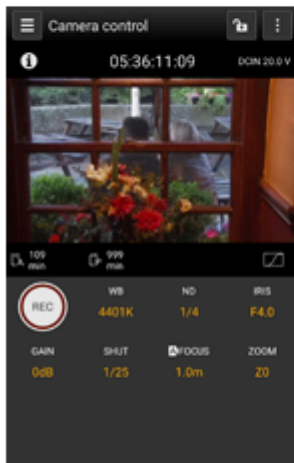 Camera control
05:36:11:09 DCIN 20.0 V
109 min 999 min
REC WB ND IRIS
4401K 1/4 F4.0
GAIN SHUT A FOCUS ZOOM
0dB 1/25 1.0m Z0